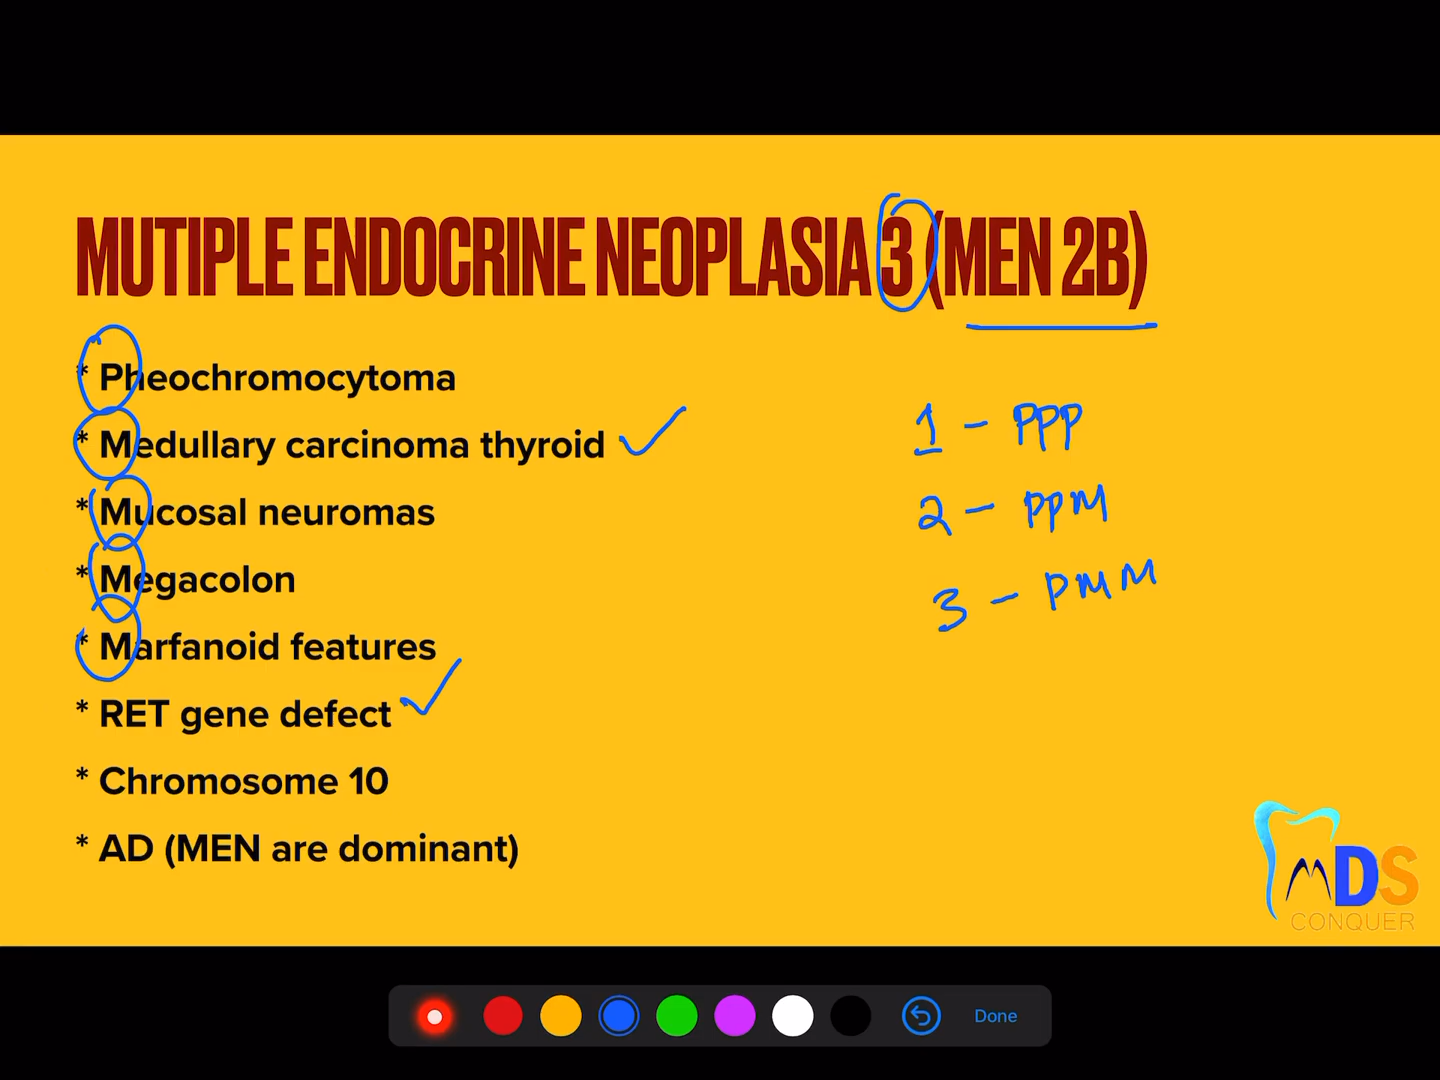 MUTIPLE ENDOCRINE NEOPLASIA 3 (MEN 2B)
* Pheochromocytoma
* Medullary carcinoma thyroid
* Mucosal neuromas
* Megacolon
* Marfanoid features
* RET gene defect
* Chromosome 10
* AD (MEN are dominant)
1 - PPP
2 - PPM
3 - PMM
MDS
CONQUER
Done